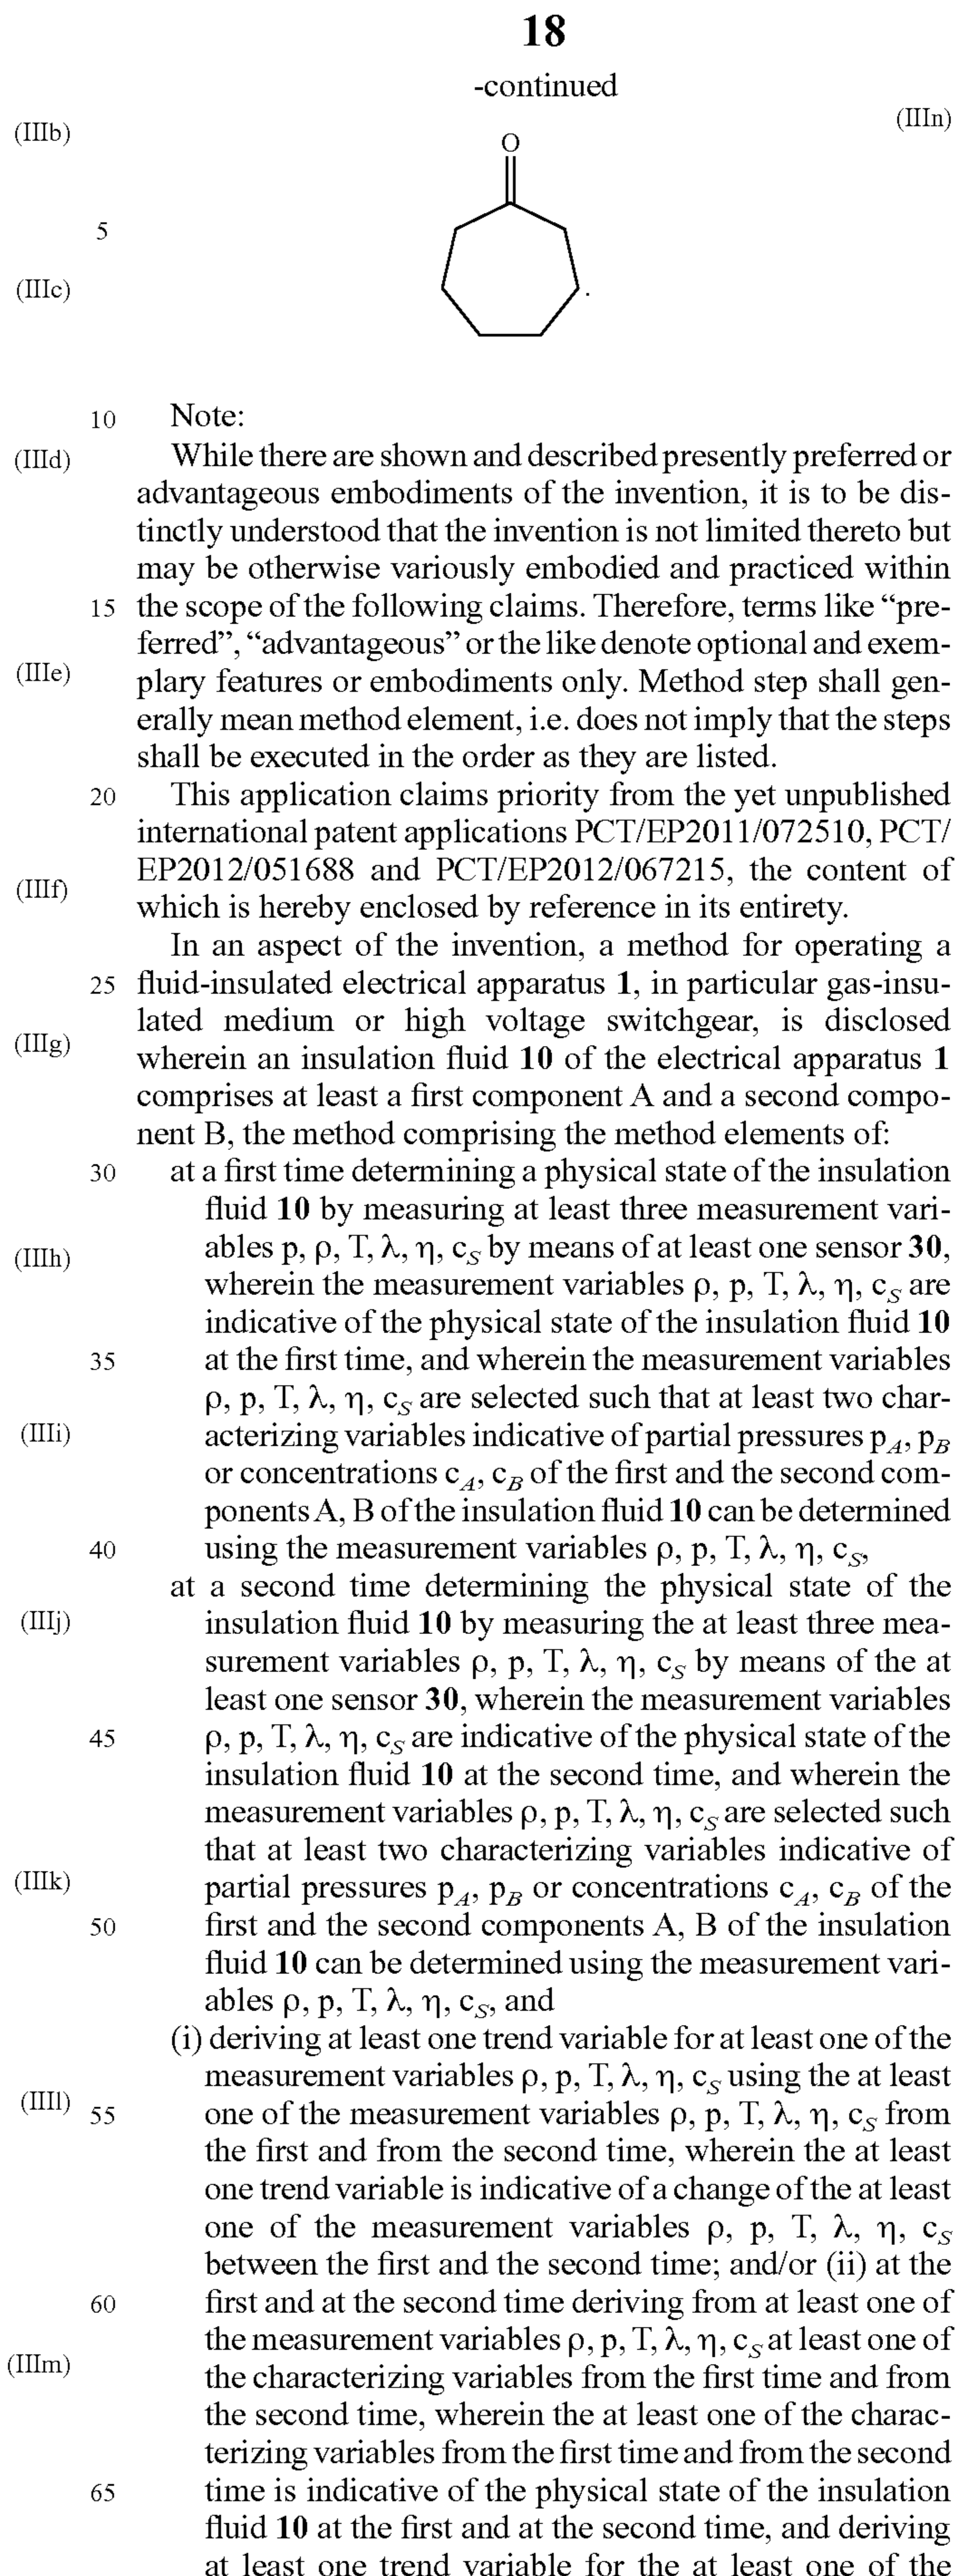 18
-continued
(IIIn)
(IIIb)
O
5
(IIIc)
.
10 Note:
(IIId)
While there are shown and described presently preferred or
advantageous embodiments of the invention, it is to be dis-
tinctly understood that the invention is not limited thereto but
may be otherwise variously embodied and practiced within
15 the scope of the following claims. Therefore, terms like “pre-
ferred”, “advantageous” or the like denote optional and exem-
(IIIe)
plary features or embodiments only. Method step shall gen-
erally mean method element, i.e. does not imply that the steps
shall be executed in the order as they are listed.
20 This application claims priority from the yet unpublished
international patent applications PCT/EP2011/072510, PCT/
EP2012/051688 and PCT/EP2012/067215, the content of
(IIIf)
which is hereby enclosed by reference in its entirety.
In an aspect of the invention, a method for operating a
25 fluid-insulated electrical apparatus 1, in particular gas-insu-
lated medium or high voltage switchgear, is disclosed
(IIIg)
wherein an insulation fluid 10 of the electrical apparatus 1
comprises at least a first component A and a second compo-
nent B, the method comprising the method elements of:
30 at a first time determining a physical state of the insulation
fluid 10 by measuring at least three measurement vari-
ables p, ρ, T, λ, η, c_S by means of at least one sensor 30,
(IIIh)
wherein the measurement variables ρ, p, T, λ, η, c_S are
indicative of the physical state of the insulation fluid 10
35 at the first time, and wherein the measurement variables
ρ, p, T, λ, η, c_S are selected such that at least two char-
(IIIi)
acterizing variables indicative of partial pressures p_A, p_B
or concentrations c_A, c_B of the first and the second com-
ponents A, B of the insulation fluid 10 can be determined
40 using the measurement variables ρ, p, T, λ, η, c_S,
at a second time determining the physical state of the
(IIIj)
insulation fluid 10 by measuring the at least three mea-
surement variables ρ, p, T, λ, η, c_S by means of the at
least one sensor 30, wherein the measurement variables
45 ρ, p, T, λ, η, c_S are indicative of the physical state of the
insulation fluid 10 at the second time, and wherein the
measurement variables ρ, p, T, λ, η, c_S are selected such
that at least two characterizing variables indicative of
(IIIk)
partial pressures p_A, p_B or concentrations c_A, c_B of the
50 first and the second components A, B of the insulation
fluid 10 can be determined using the measurement vari-
ables ρ, p, T, λ, η, c_S, and
(i) deriving at least one trend variable for at least one of the
measurement variables ρ, p, T, λ, η, c_S using the at least
(IIIl)
55 one of the measurement variables ρ, p, T, λ, η, c_S from
the first and from the second time, wherein the at least
one trend variable is indicative of a change of the at least
one of the measurement variables ρ, p, T, λ, η, c_S
between the first and the second time; and/or (ii) at the
60 first and at the second time deriving from at least one of
the measurement variables ρ, p, T, λ, η, c_S at least one of
(IIIm)
the characterizing variables from the first time and from
the second time, wherein the at least one of the charac-
terizing variables from the first time and from the second
65 time is indicative of the physical state of the insulation
fluid 10 at the first and at the second time, and deriving
at least one trend variable for the at least one of the